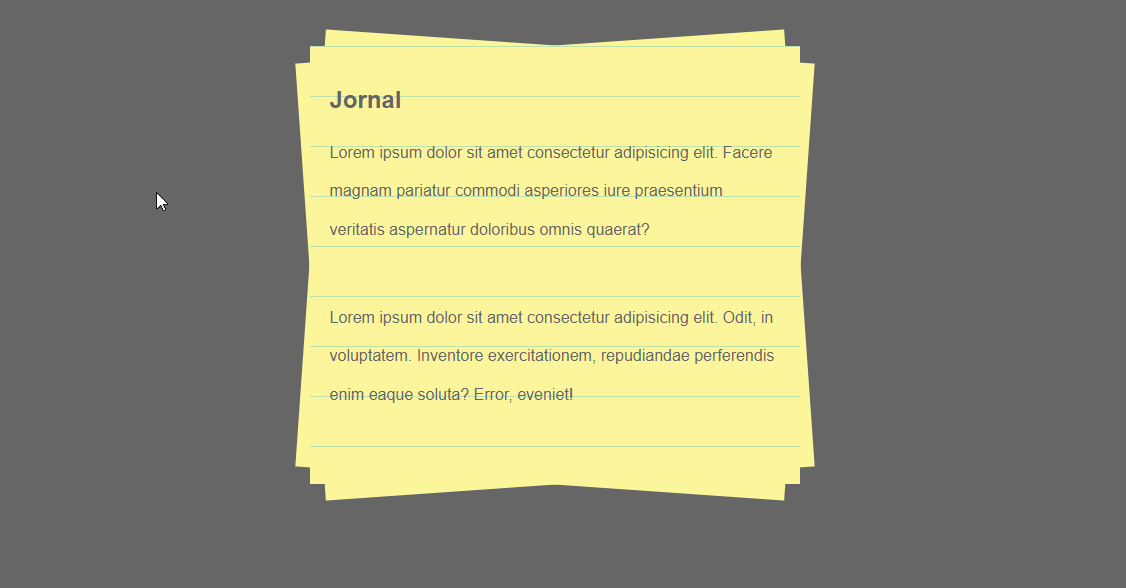 Jornal
Lorem ipsum dolor sit amet consectetur adipisicing elit. Facere
magnam pariatur commodi asperiores iure praesentium
veritatis aspernatur doloribus omnis quaerat?
Lorem ipsum dolor sit amet consectetur adipisicing elit. Odit, in
voluptatem. Inventore exercitationem, repudiandae perferendis
enim eaque soluta? Error, eveniet!